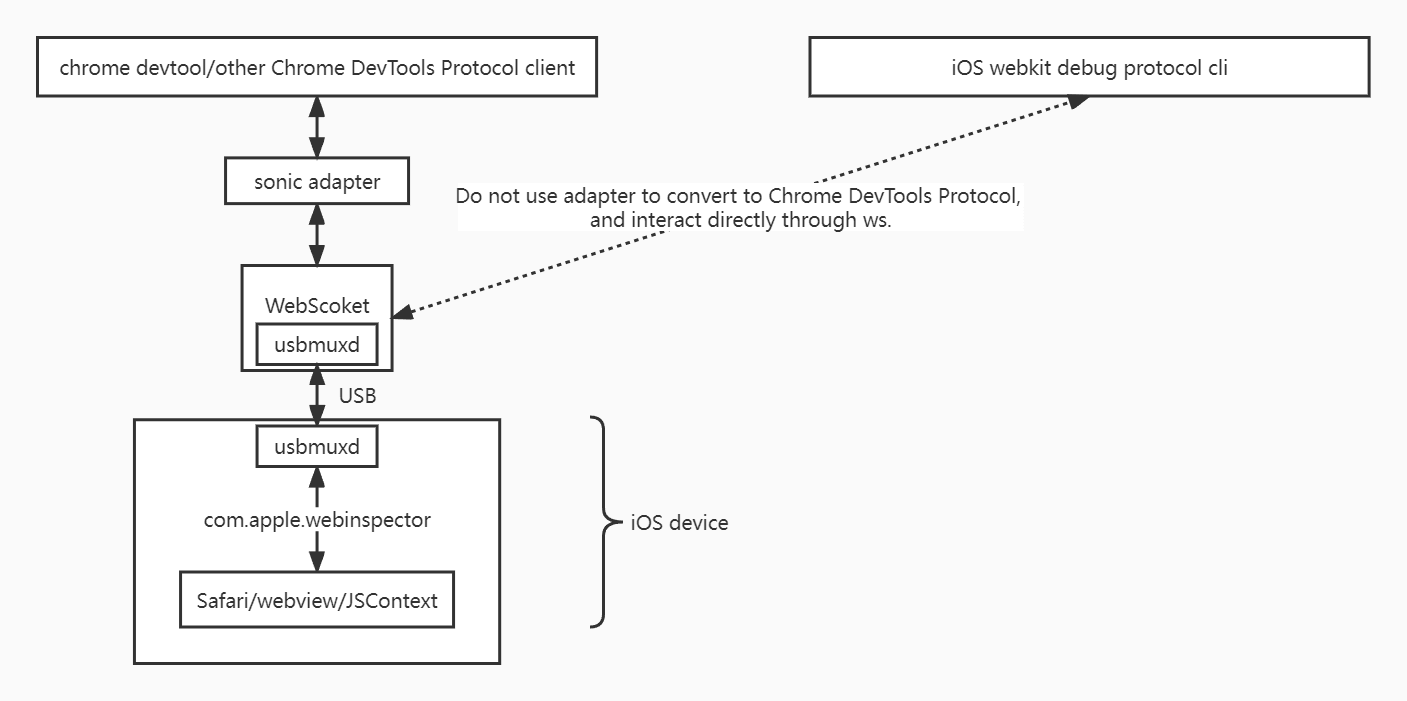 chrome devtool/other Chrome DevTools Protocol client
iOS webkit debug protocol cli
sonic adapter
Do not use adapter to convert to Chrome DevTools Protocol,
and interact directly through ws.
WebScoket
usbmuxd
USB
usbmuxd
com.apple.webinspector
iOS device
Safari/webview/JSContext